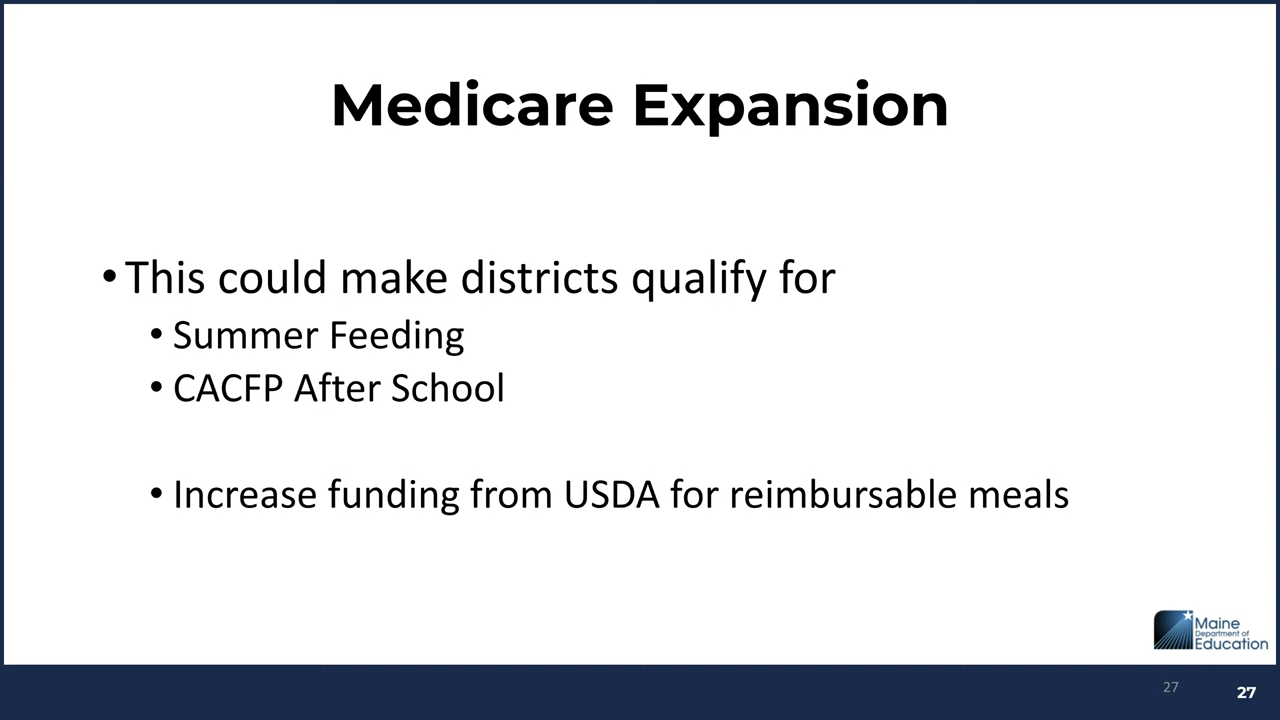 Medicare Expansion
• This could make districts qualify for
• Summer Feeding
• CACFP After School
• Increase funding from USDA for reimbursable meals
Maine
Department of
Education
27
27